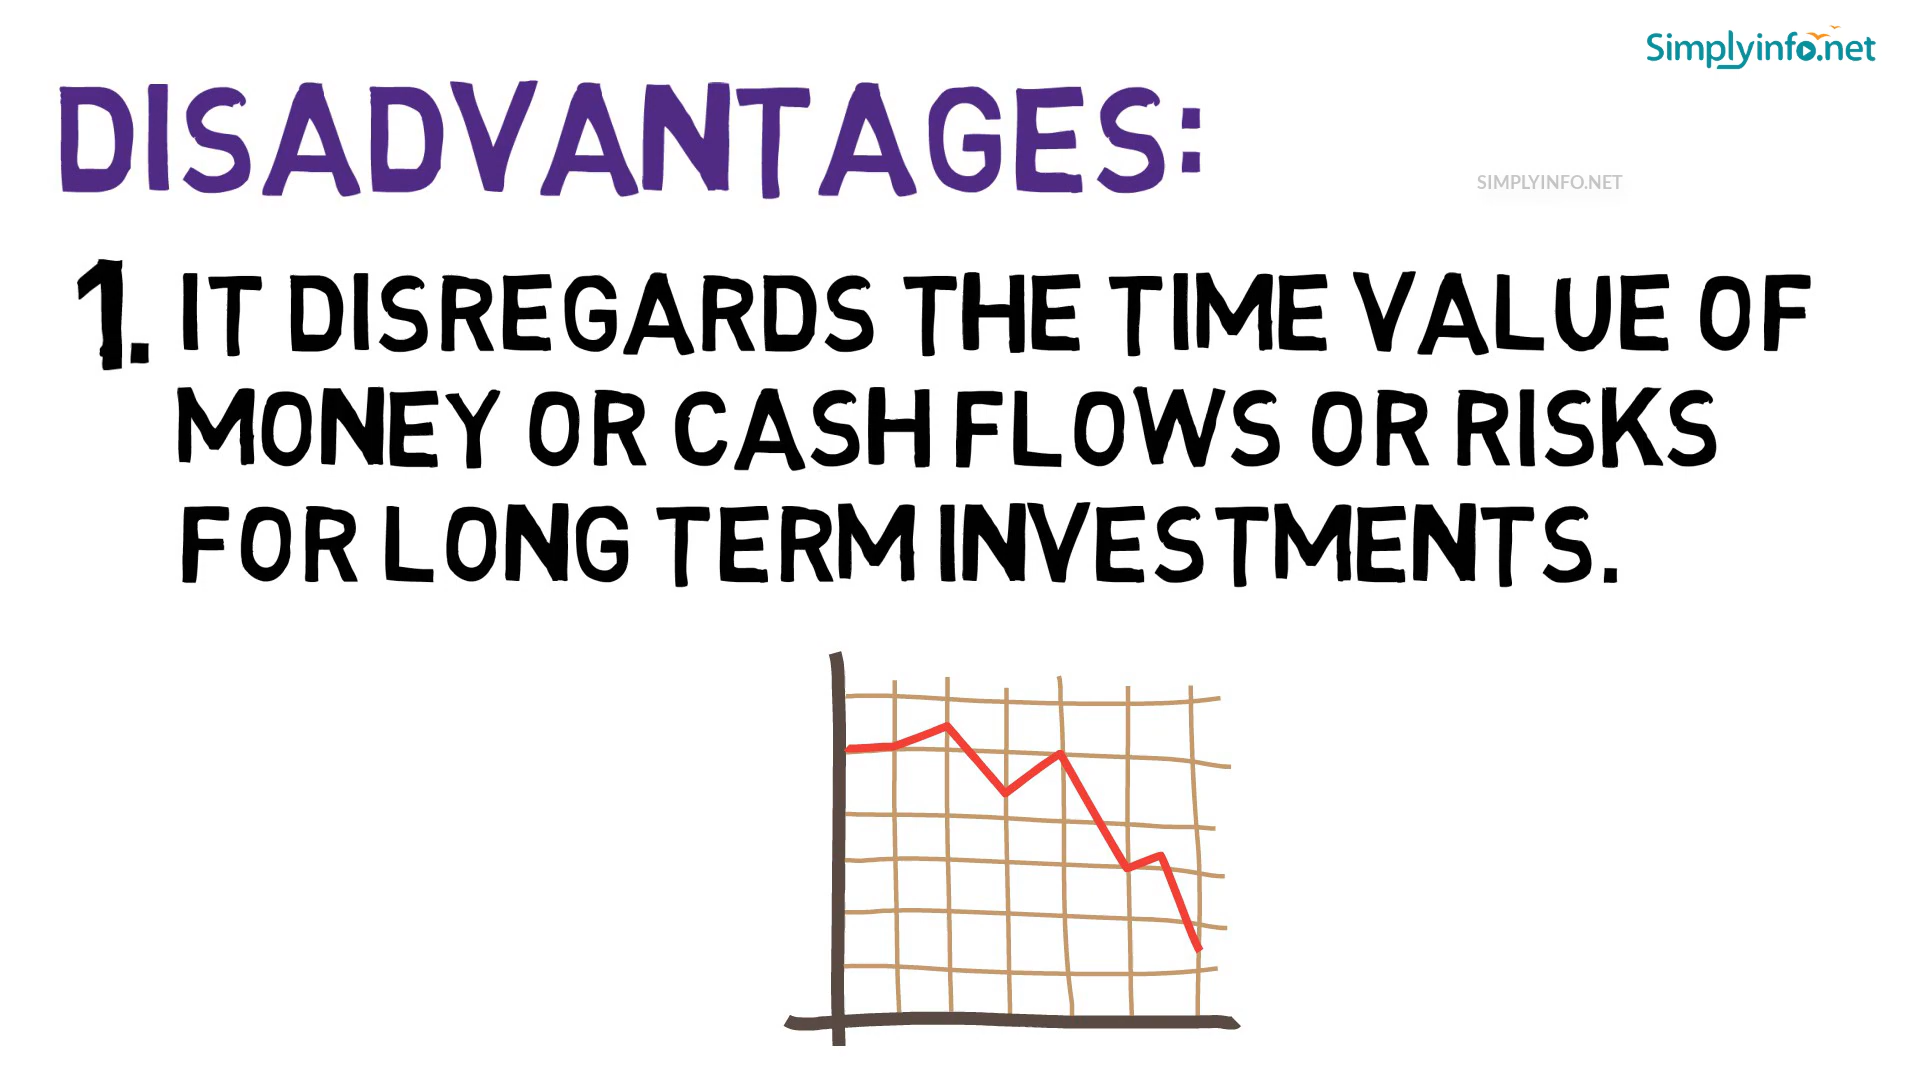 Simplyinfo.net
DISADVANTAGES:
SIMPLYINFO.NET
1. IT DISREGARDS THE TIME VALUE OF
MONEY OR CASH FLOWS OR RISKS
FOR LONG TERM INVESTMENTS.